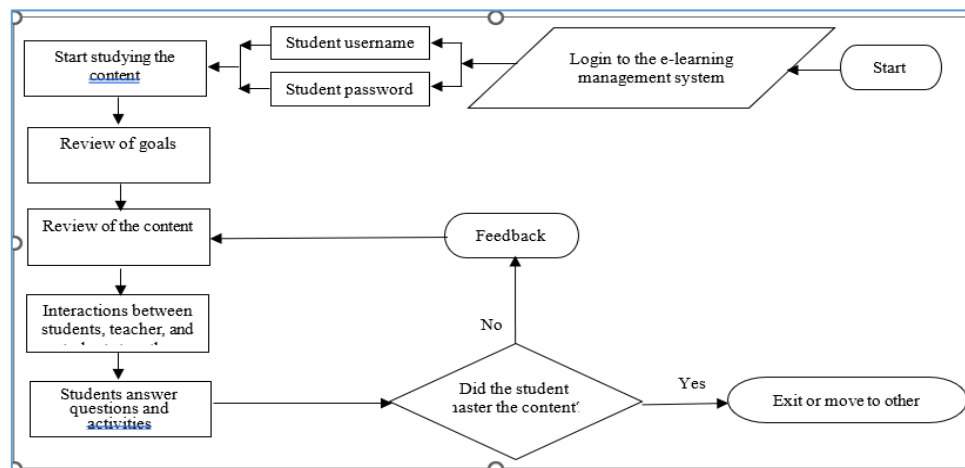 Start
Login to the e-learning
management system
Student username
Student password
Start studying the
content
Review of goals
Review of the content
Interactions between
students, teacher, and
Students answer
questions and
activities
Did the student
the content?
No
Feedback
Yes
Exit or move to other